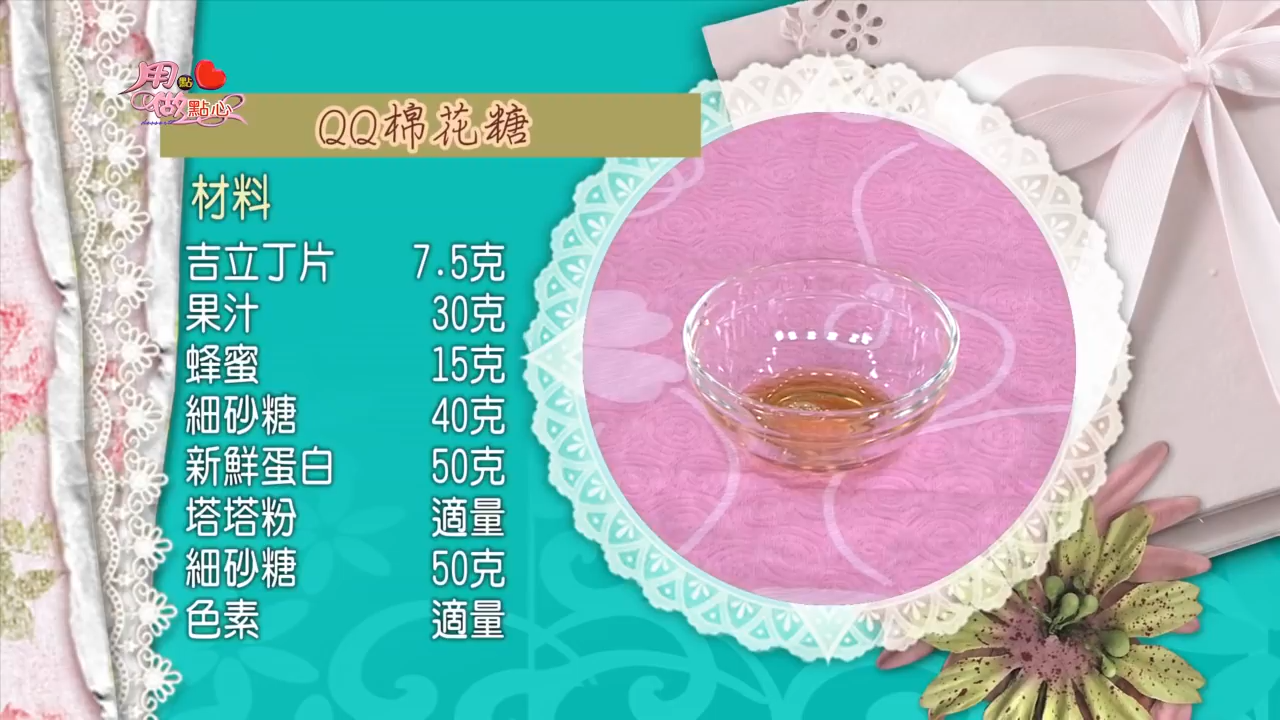 用點
做點心
QQ棉花糖
材料
吉立丁片 7.5克
果汁 30克
蜂蜜 15克
細砂糖 40克
新鮮蛋白 50克
塔塔粉 適量
細砂糖 50克
色素 適量